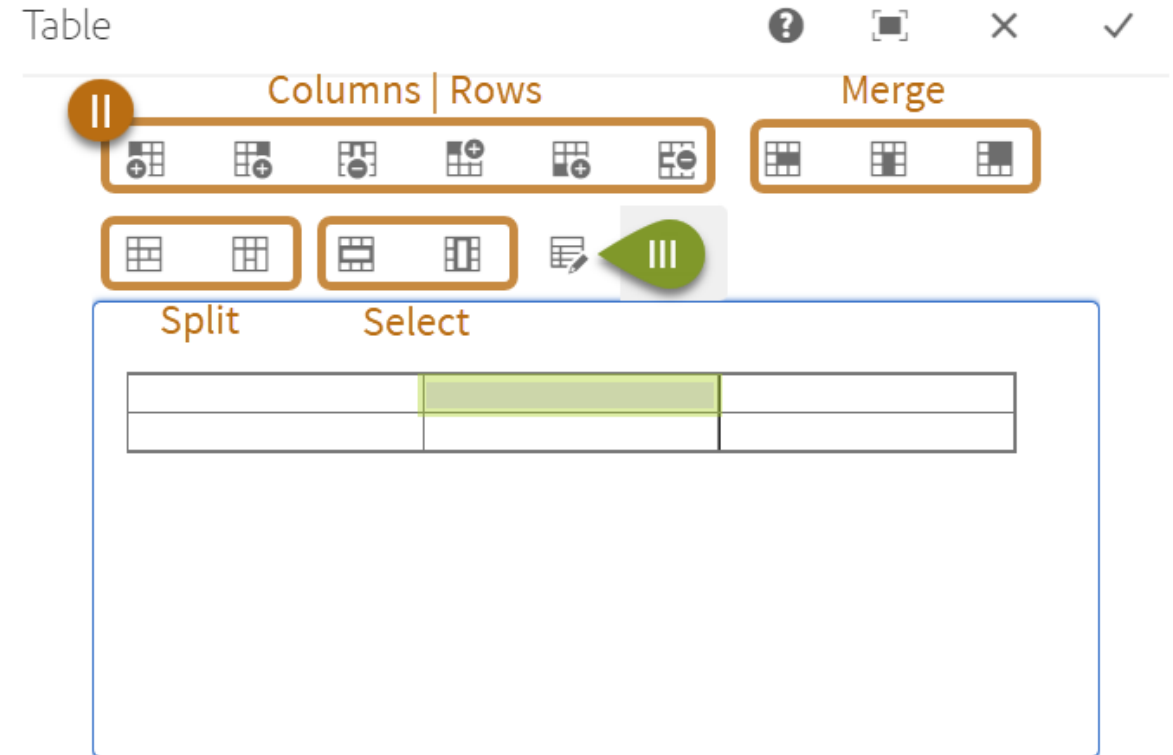 Table
?
Columns | Rows
Merge
II
III
Split
Select